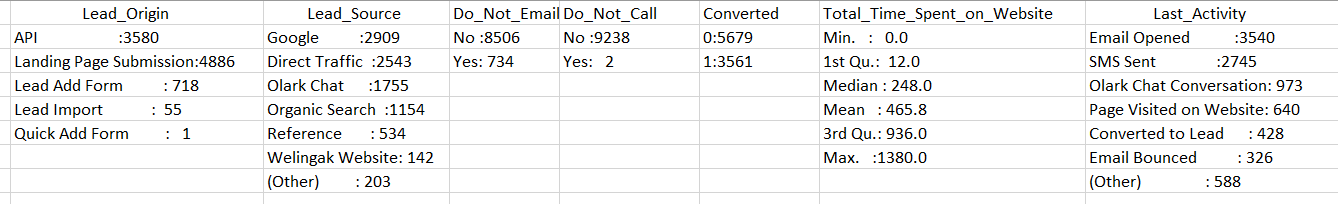 Lead_Origin Lead_Source Do_Not_Email Do_Not_Call Converted Total_Time_Spent_on_Website Last_Activity
API :3580 Google :2909 No :8506 No :9238 0:5679 Min. : 0.0 Email Opened :3540
Landing Page Submission:4886 Direct Traffic :2543 Yes: 734 Yes: 2 1:3561 1st Qu.: 12.0 SMS Sent :2745
Lead Add Form : 718 Olark Chat :1755 Median : 248.0 Olark Chat Conversation: 973
Lead Import : 55 Organic Search :1154 Mean : 465.8 Page Visited on Website: 640
Quick Add Form : 1 Reference : 534 3rd Qu.: 936.0 Converted to Lead : 428
Welingak Website: 142 Max. :1380.0 Email Bounced : 326
(Other) : 203 (Other) : 588